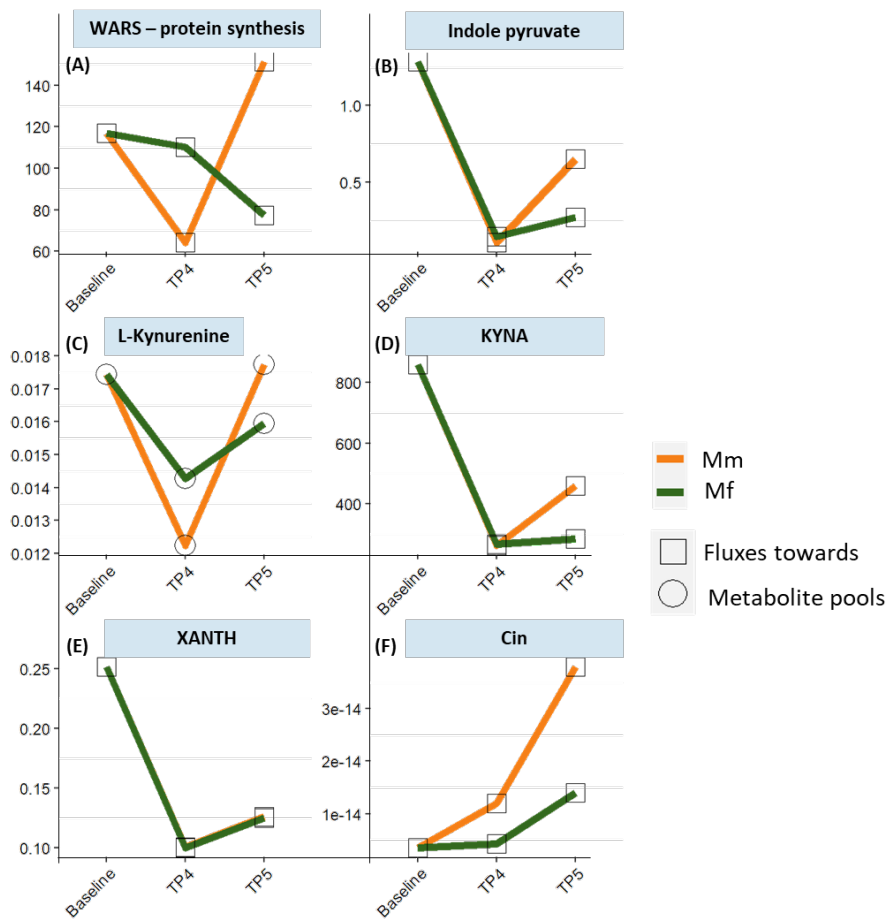 WARS – protein synthesis
Indole pyruvate
(A)
(B)
140
120
100
80
60
1.0
0.5
Baseline
TP4
TP5
Baseline
TP4
TP5
L-Kynurenine
KYNA
(C)
(D)
0.018
0.017
0.016
0.015
0.014
0.013
0.012
800
600
400
Baseline
TP4
TP5
Baseline
TP4
TP5
Mm
Mf
Fluxes towards
Metabolite pools
XANTH
Cin
(E)
(F)
0.25
0.20
0.15
0.10
3e-14
2e-14
1e-14
Baseline
TP4
TP5
Baseline
TP4
TP5